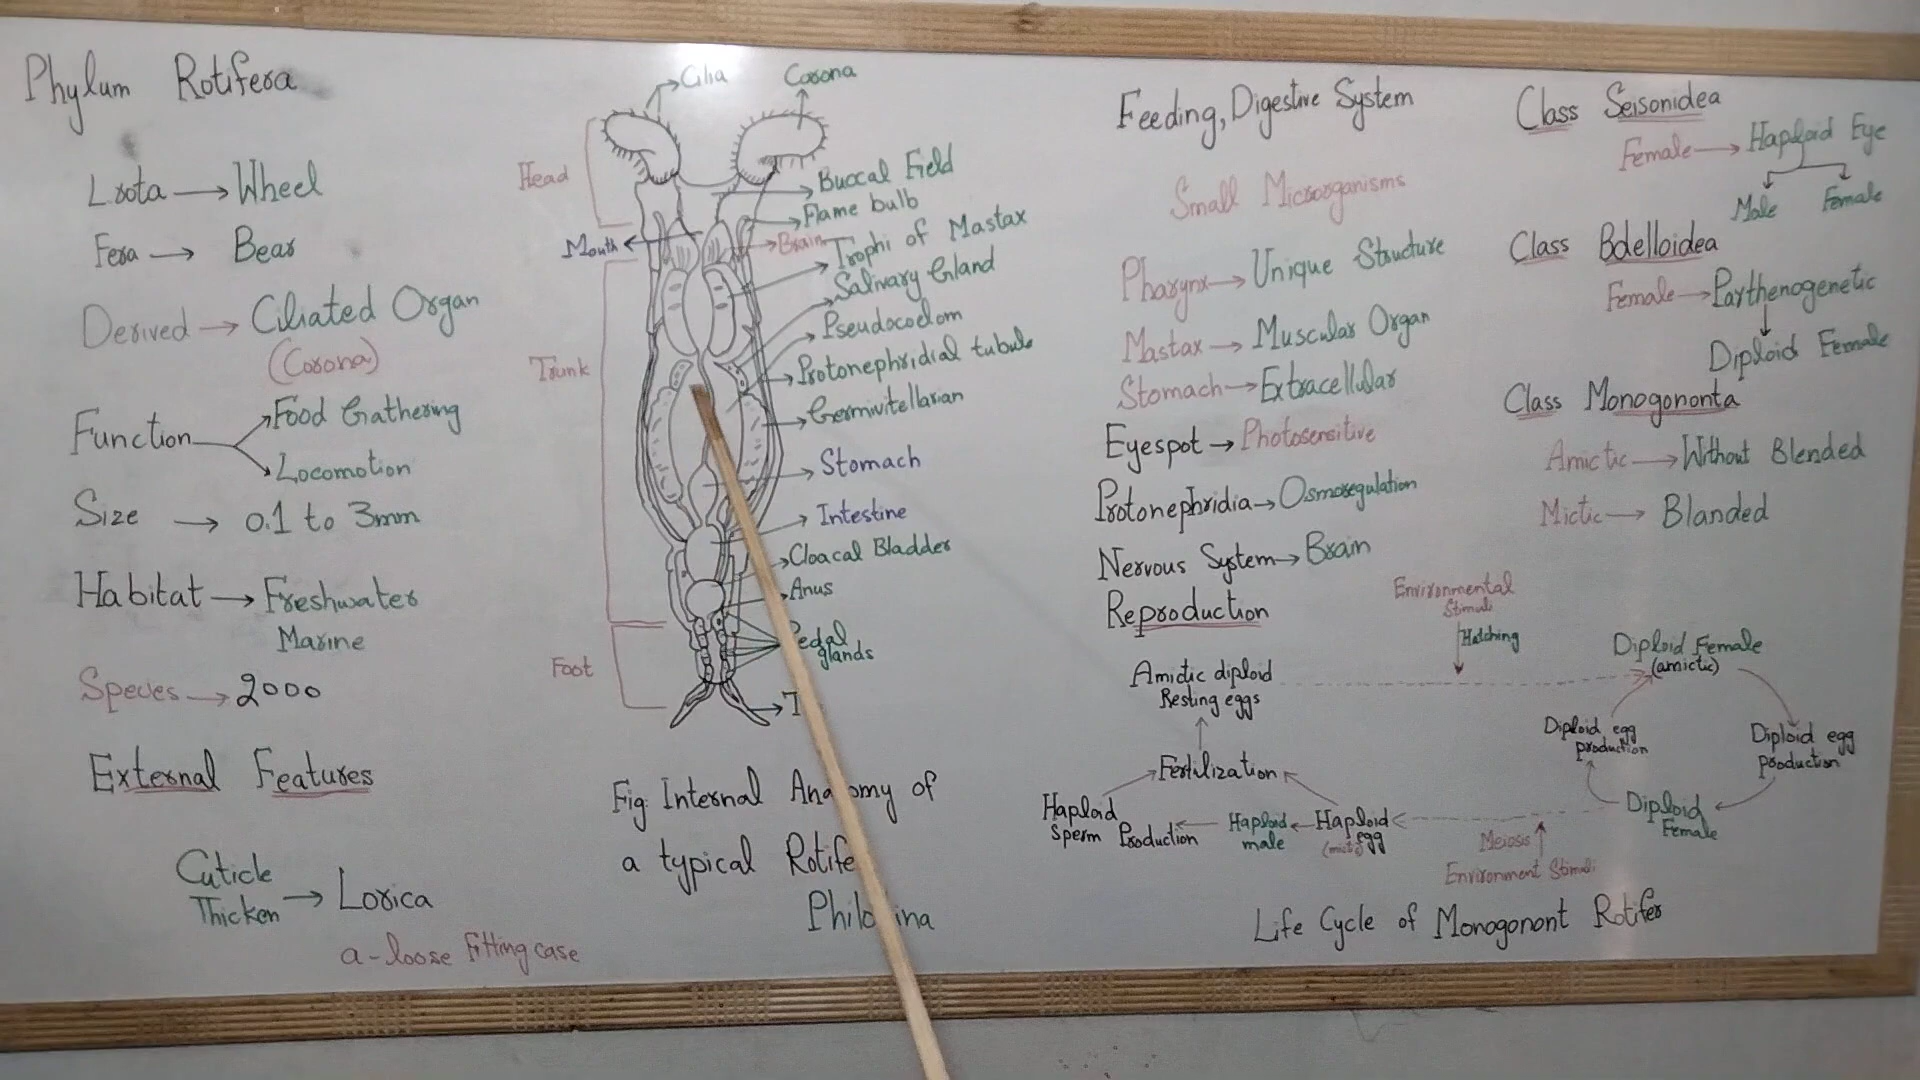 Phylum Rotifera
Lrota → Wheel
Fera → Bear
Derived → Ciliated Organ
(Corona)
Function → Food Gathering
→ Locomotion
Size → 0.1 to 3mm
Habitat → Freshwater
Marine
Species → 2000
External Features
Cuticle
Thicken → Lorica
a-loose fitting case
Cilia
Corona
Head
Buccal Field
Flame bulb
Mouth
Brain
Trophi of Mastax
Salivary Gland
Pseudocoelom
Trunk
Protonephridial tubule
Germivitellarian
Stomach
Intestine
Cloacal Bladder
Anus
Pedal
glands
Foot
T
Fig Internal Anatomy of
a typical Rotife
Philodina
Feeding, Digestive System
Small Microorganisms
Pharynx → Unique Structure
Mastax → Muscular Organ
Stomach → Extracellular
Eyespot → Photosensitive
Protonephridia → Osmoregulation
Nervous System → Brain
Reproduction
Environmental
Stimuli
Hatching
Amictic diploid
Resting eggs
Diploid Female
(amictic)
Diploid egg
production
Diploid egg
production
Fertilization
Diploid
Female
Haploid
Sperm Production
Haploid
male
Haploid
egg
Meiosis
Environment Stimuli
Life Cycle of Monogonont Rotifer
Class Seisonidea
Female → Haploid Eye
Male Female
Class Bdelloidea
Female → Parthenogenetic
Diploid Female
Class Monogononta
Amictic → Without Blended
Mictic → Blanded